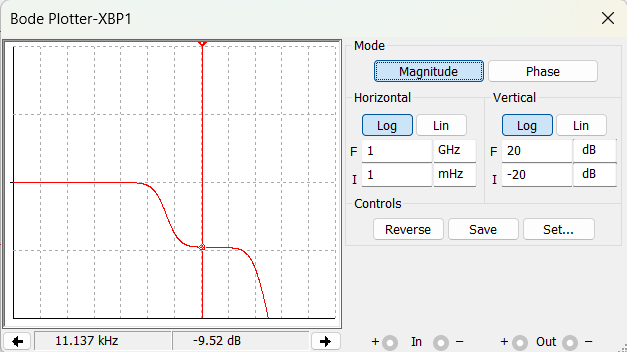 Bode Plotter-XBP1
Mode
Magnitude Phase
Horizontal Vertical
Log Lin Log Lin
F 1 GHz F 20 dB
I 1 mHz I -20 dB
Controls
Reverse Save Set...
11.137 kHz -9.52 dB + In − + Out −